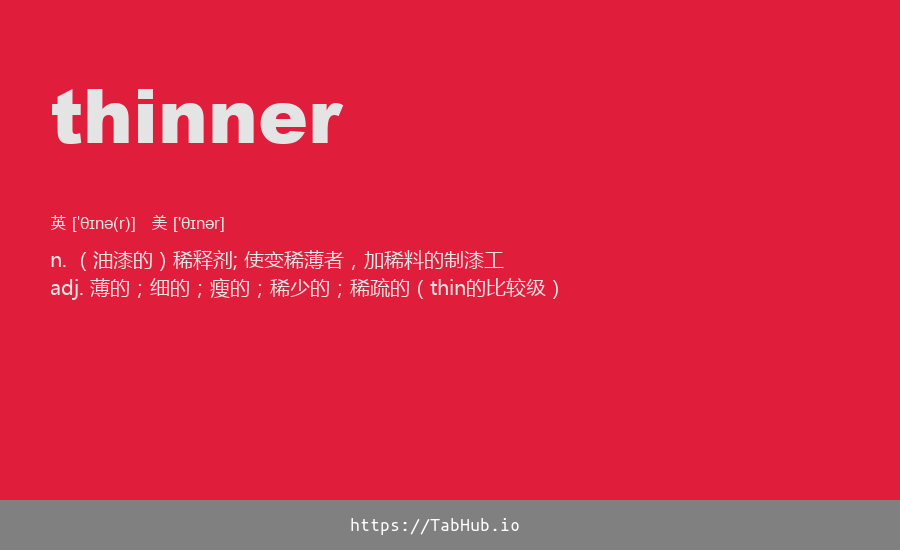 thinner
英 ['θɪnə(r)] 美 ['θɪnər]
n. （油漆的）稀释剂; 使变稀薄者，加稀料的制漆工
adj. 薄的；细的；瘦的；稀少的；稀疏的（thin的比较级）
https://TabHub.io